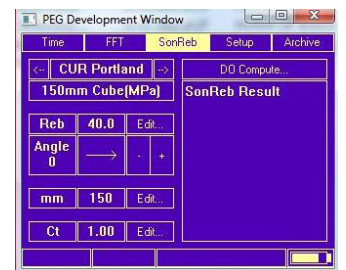 PEG Development Window
Time FFT SonReb Setup Archive
<-- CUR Portland --> DO Compute...
150mm Cube(MPa) SonReb Result
Reb 40.0 Edit...
Angle 0 - +
mm 150 Edit...
Ct 1.00 Edit...